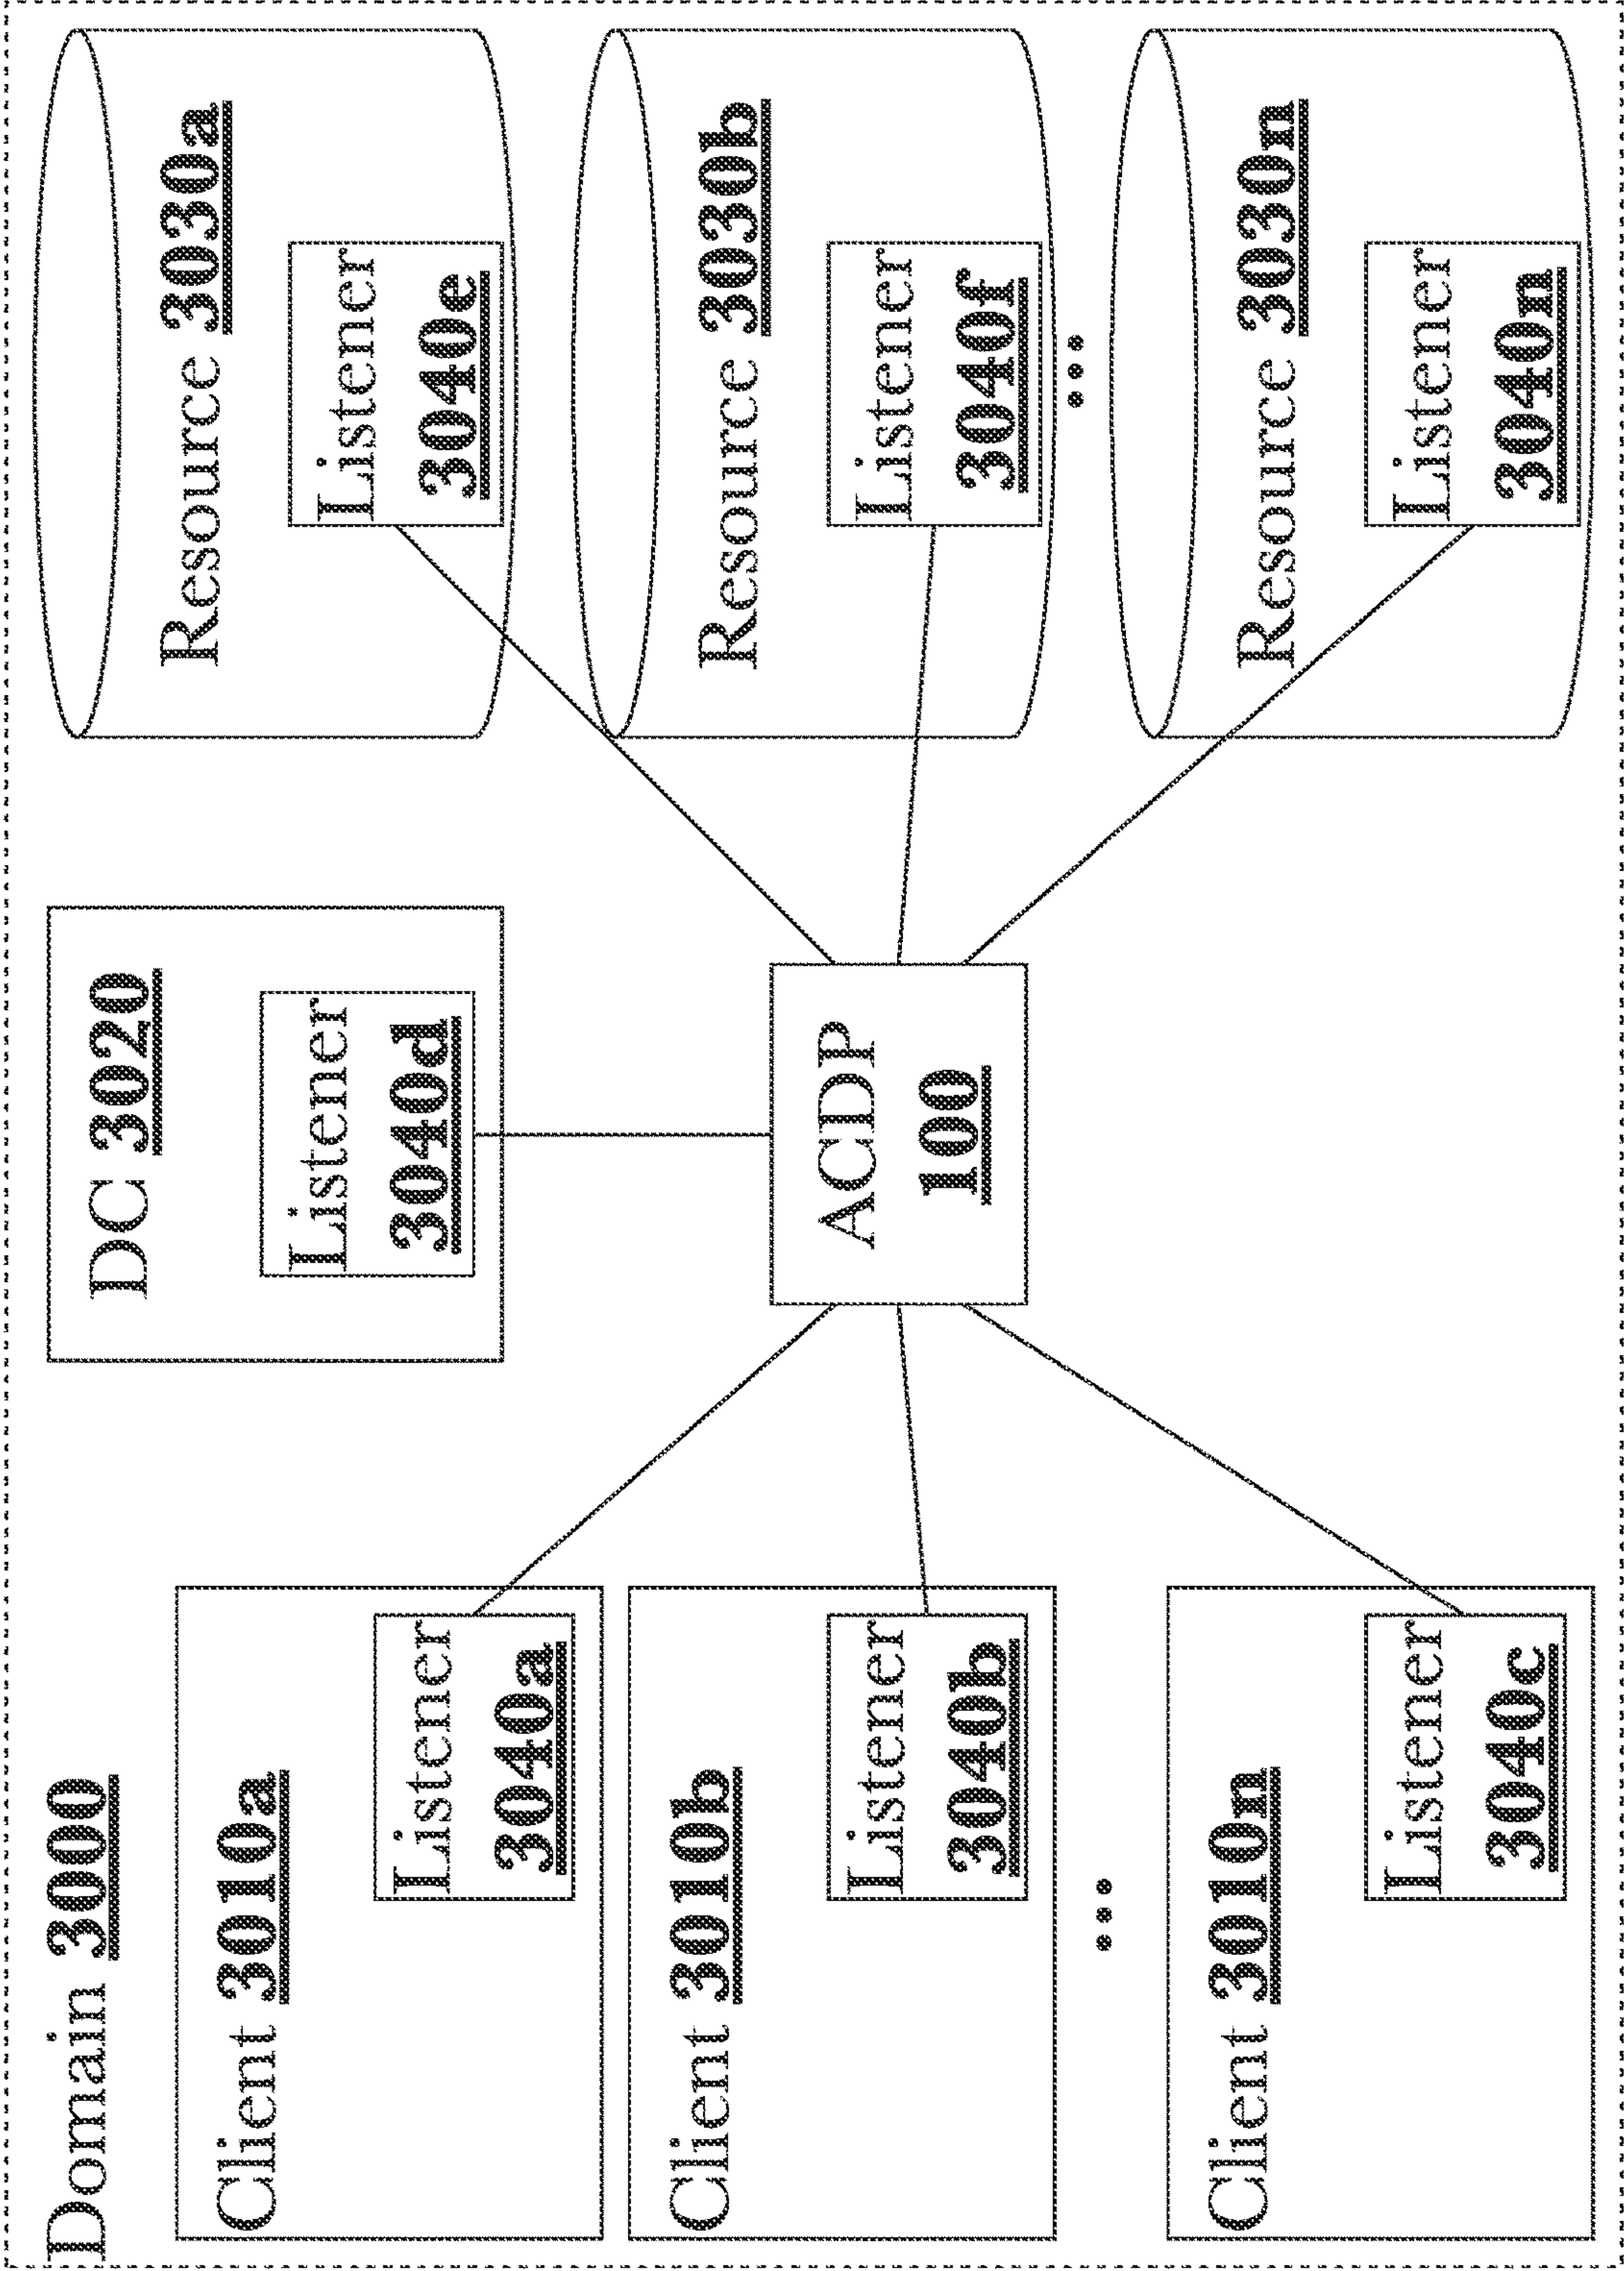 Domain 3000
Client 3010a
Listener
3040a
Client 3010b
Listener
3040b
...
Client 3010n
Listener
3040c
DC 3020
Listener
3040d
ACDP
100
Resource 3030a
Listener
3040e
Resource 3030b
Listener
3040f
...
Resource 3030n
Listener
3040n